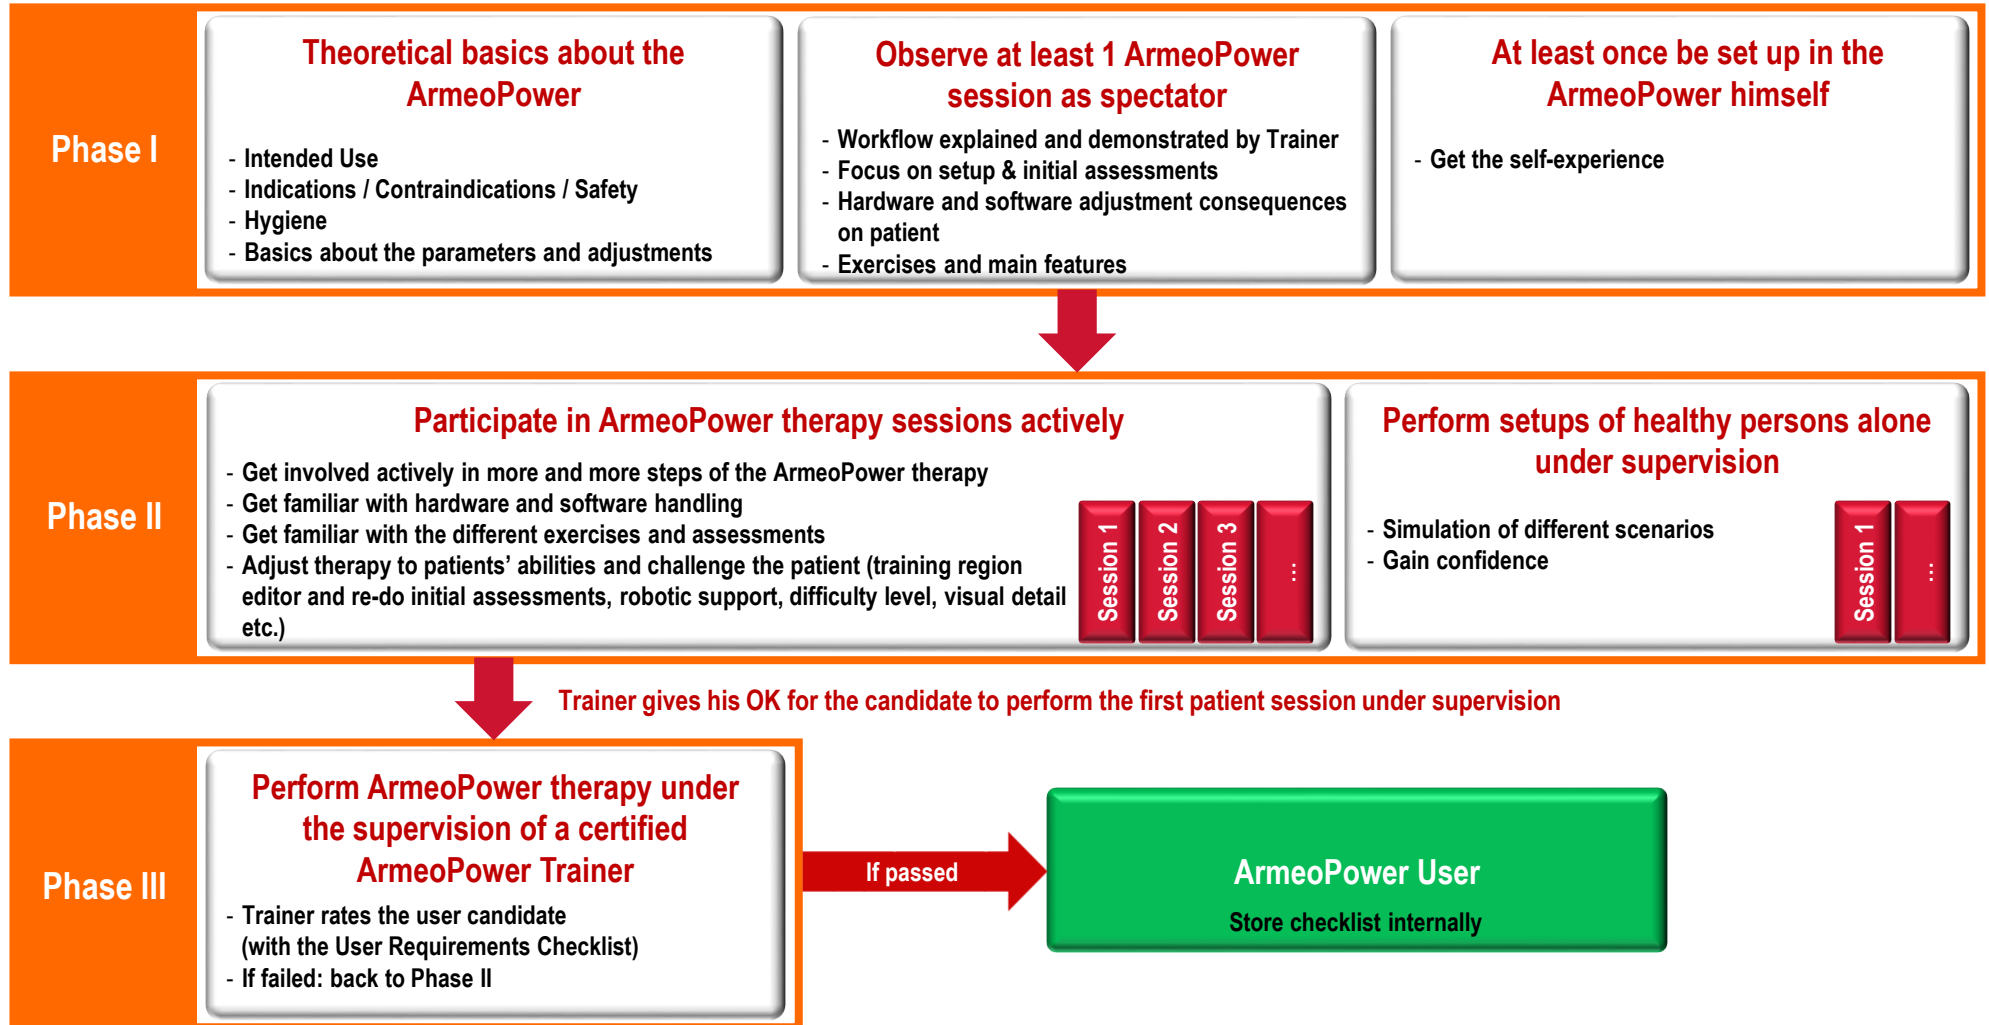 Phase I
Theoretical basics about the
ArmeoPower
- Intended Use
- Indications / Contraindications / Safety
- Hygiene
- Basics about the parameters and adjustments
Observe at least 1 ArmeoPower
session as spectator
- Workflow explained and demonstrated by Trainer
- Focus on setup & initial assessments
- Hardware and software adjustment consequences
on patient
- Exercises and main features
At least once be set up in the
ArmeoPower himself
- Get the self-experience
Phase II
Participate in ArmeoPower therapy sessions actively
- Get involved actively in more and more steps of the ArmeoPower therapy
- Get familiar with hardware and software handling
- Get familiar with the different exercises and assessments
- Adjust therapy to patients’ abilities and challenge the patient (training region
editor and re-do initial assessments, robotic support, difficulty level, visual detail
etc.)
Session 1
Session 2
Session 3
...
Perform setups of healthy persons alone
under supervision
- Simulation of different scenarios
- Gain confidence
Session 1
...
Trainer gives his OK for the candidate to perform the first patient session under supervision
Phase III
Perform ArmeoPower therapy under
the supervision of a certified
ArmeoPower Trainer
- Trainer rates the user candidate
(with the User Requirements Checklist)
- If failed: back to Phase II
If passed
ArmeoPower User
Store checklist internally